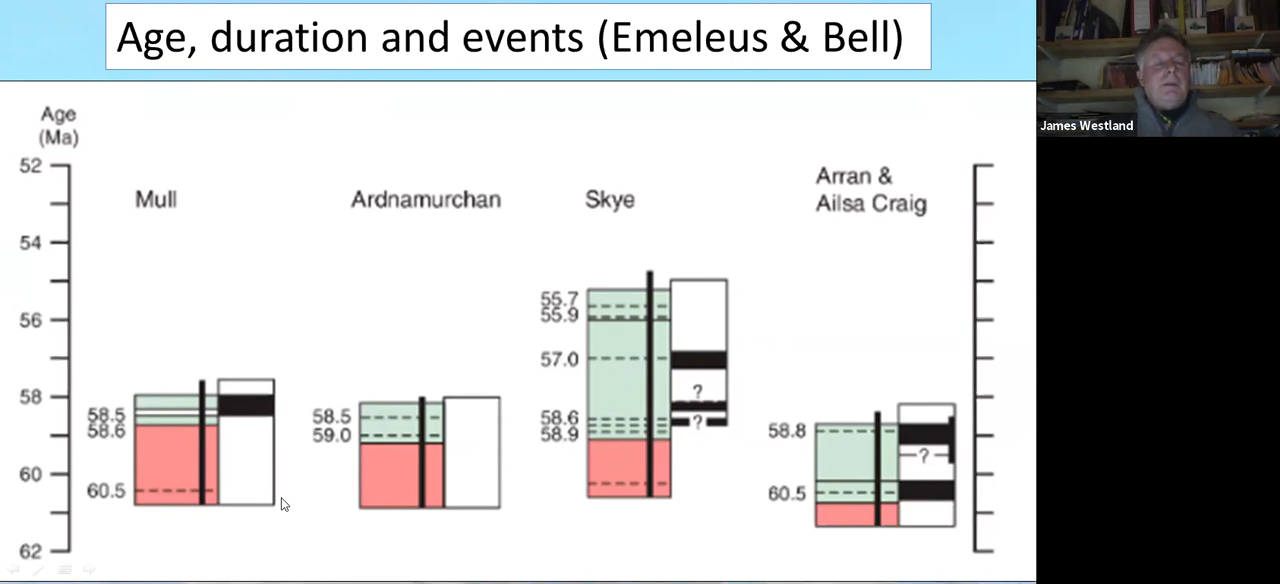 Age, duration and events (Emeleus & Bell)
James Westland
Age
(Ma)
52
54
56
58
60
62
Mull
58.5
58.6
60.5
Ardnamurchan
58.5
59.0
Skye
55.7
55.9
57.0
58.6
58.9
?
?
Arran &
Ailsa Craig
58.8
60.5
?